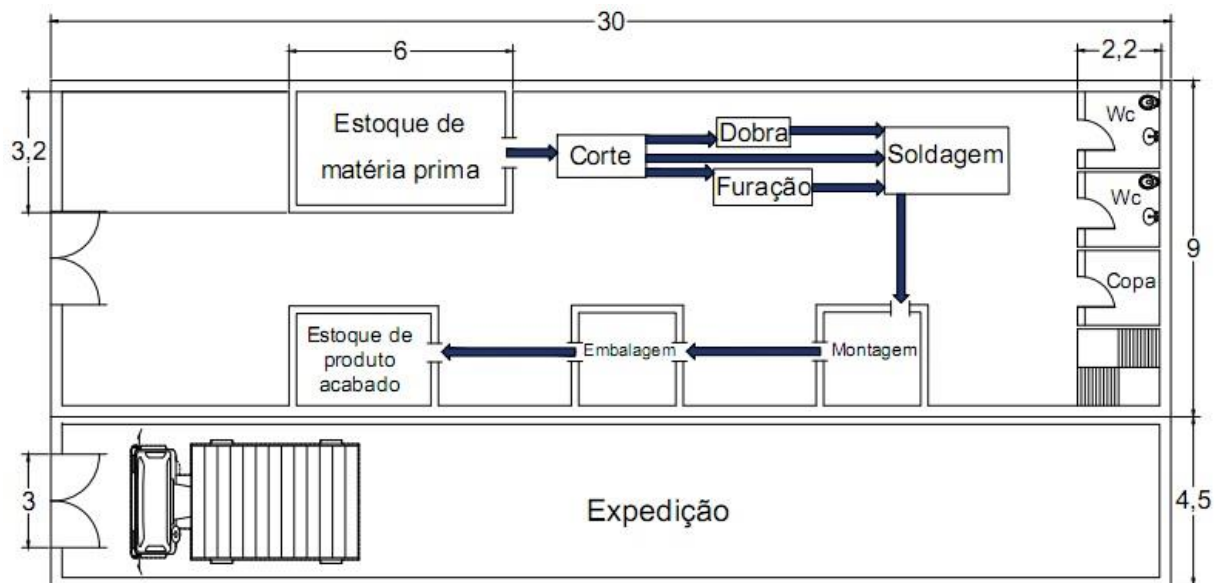 30
6
2,2
3,2
Estoque de
matéria prima
Corte
Dobra
Furação
Soldagem
Wc
Wc
Copa
9
Estoque de
produto
acabado
Embalagem
Montagem
3
Expedição
4,5